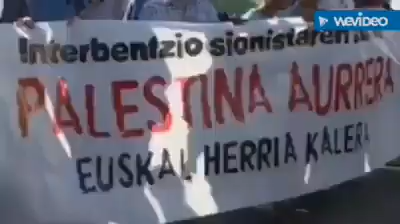 WEVIDEO
Interbentzio sionistaren
PALESTINA AURRERA
EUSKAL HERRIA KALERA